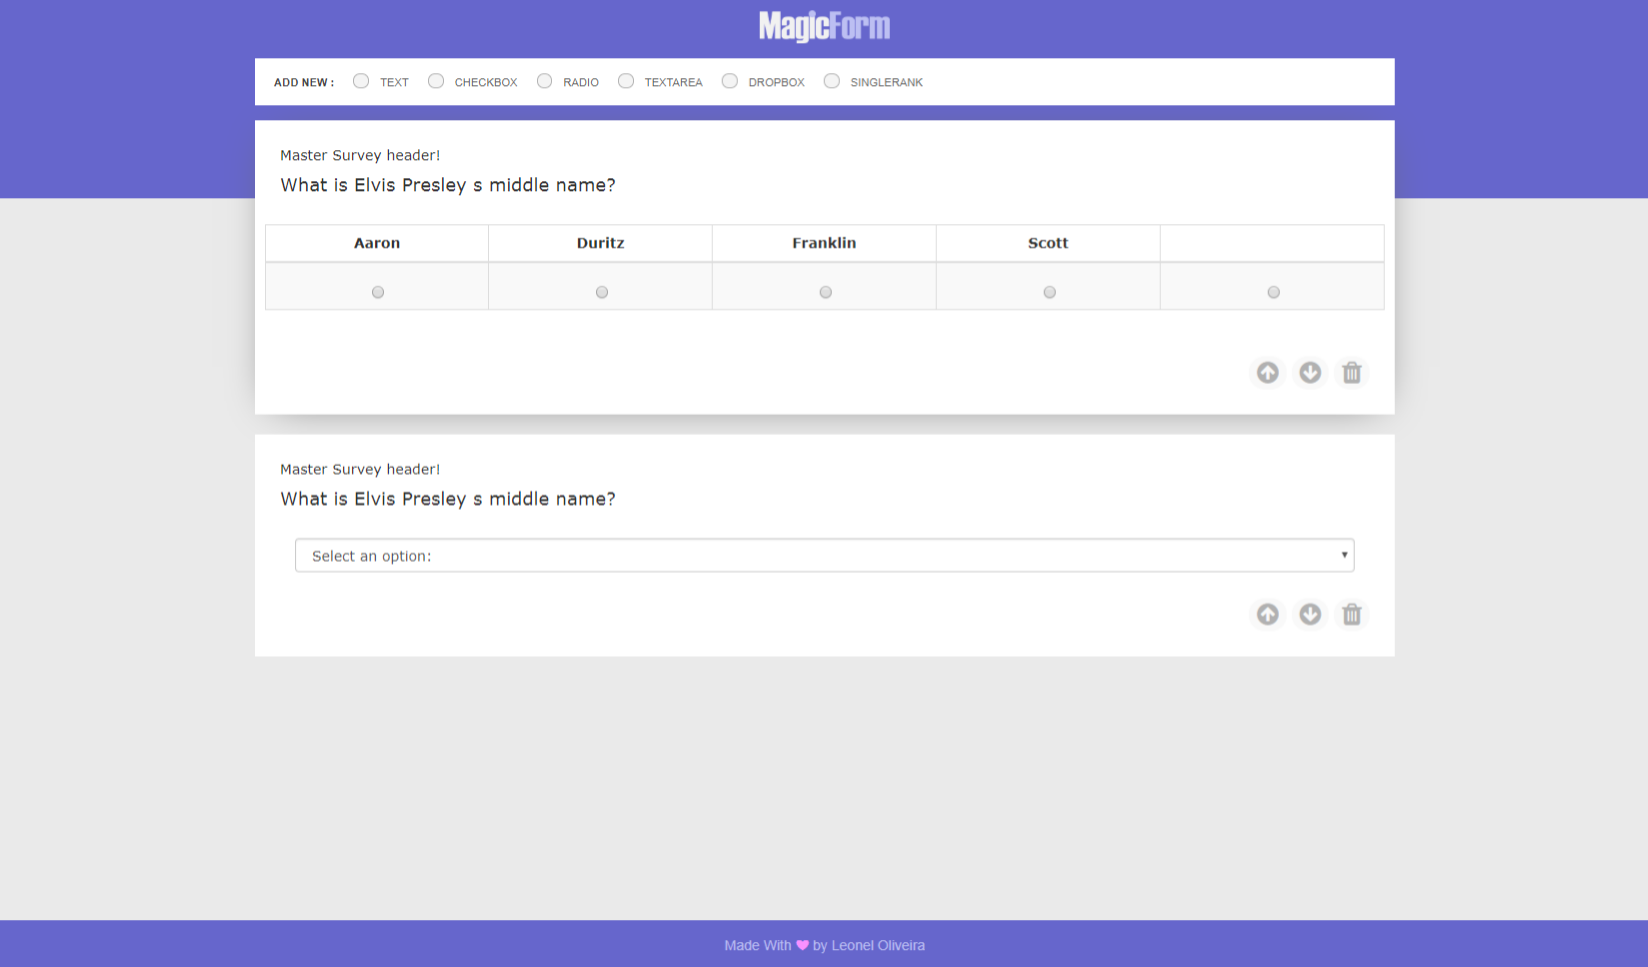 MagicForm
ADD NEW : TEXT CHECKBOX RADIO TEXTAREA DROPBOX SINGLERANK
Master Survey header!
What is Elvis Presley s middle name?
Aaron Duritz Franklin Scott
Master Survey header!
What is Elvis Presley s middle name?
Select an option:
Made With ♥ by Leonel Oliveira